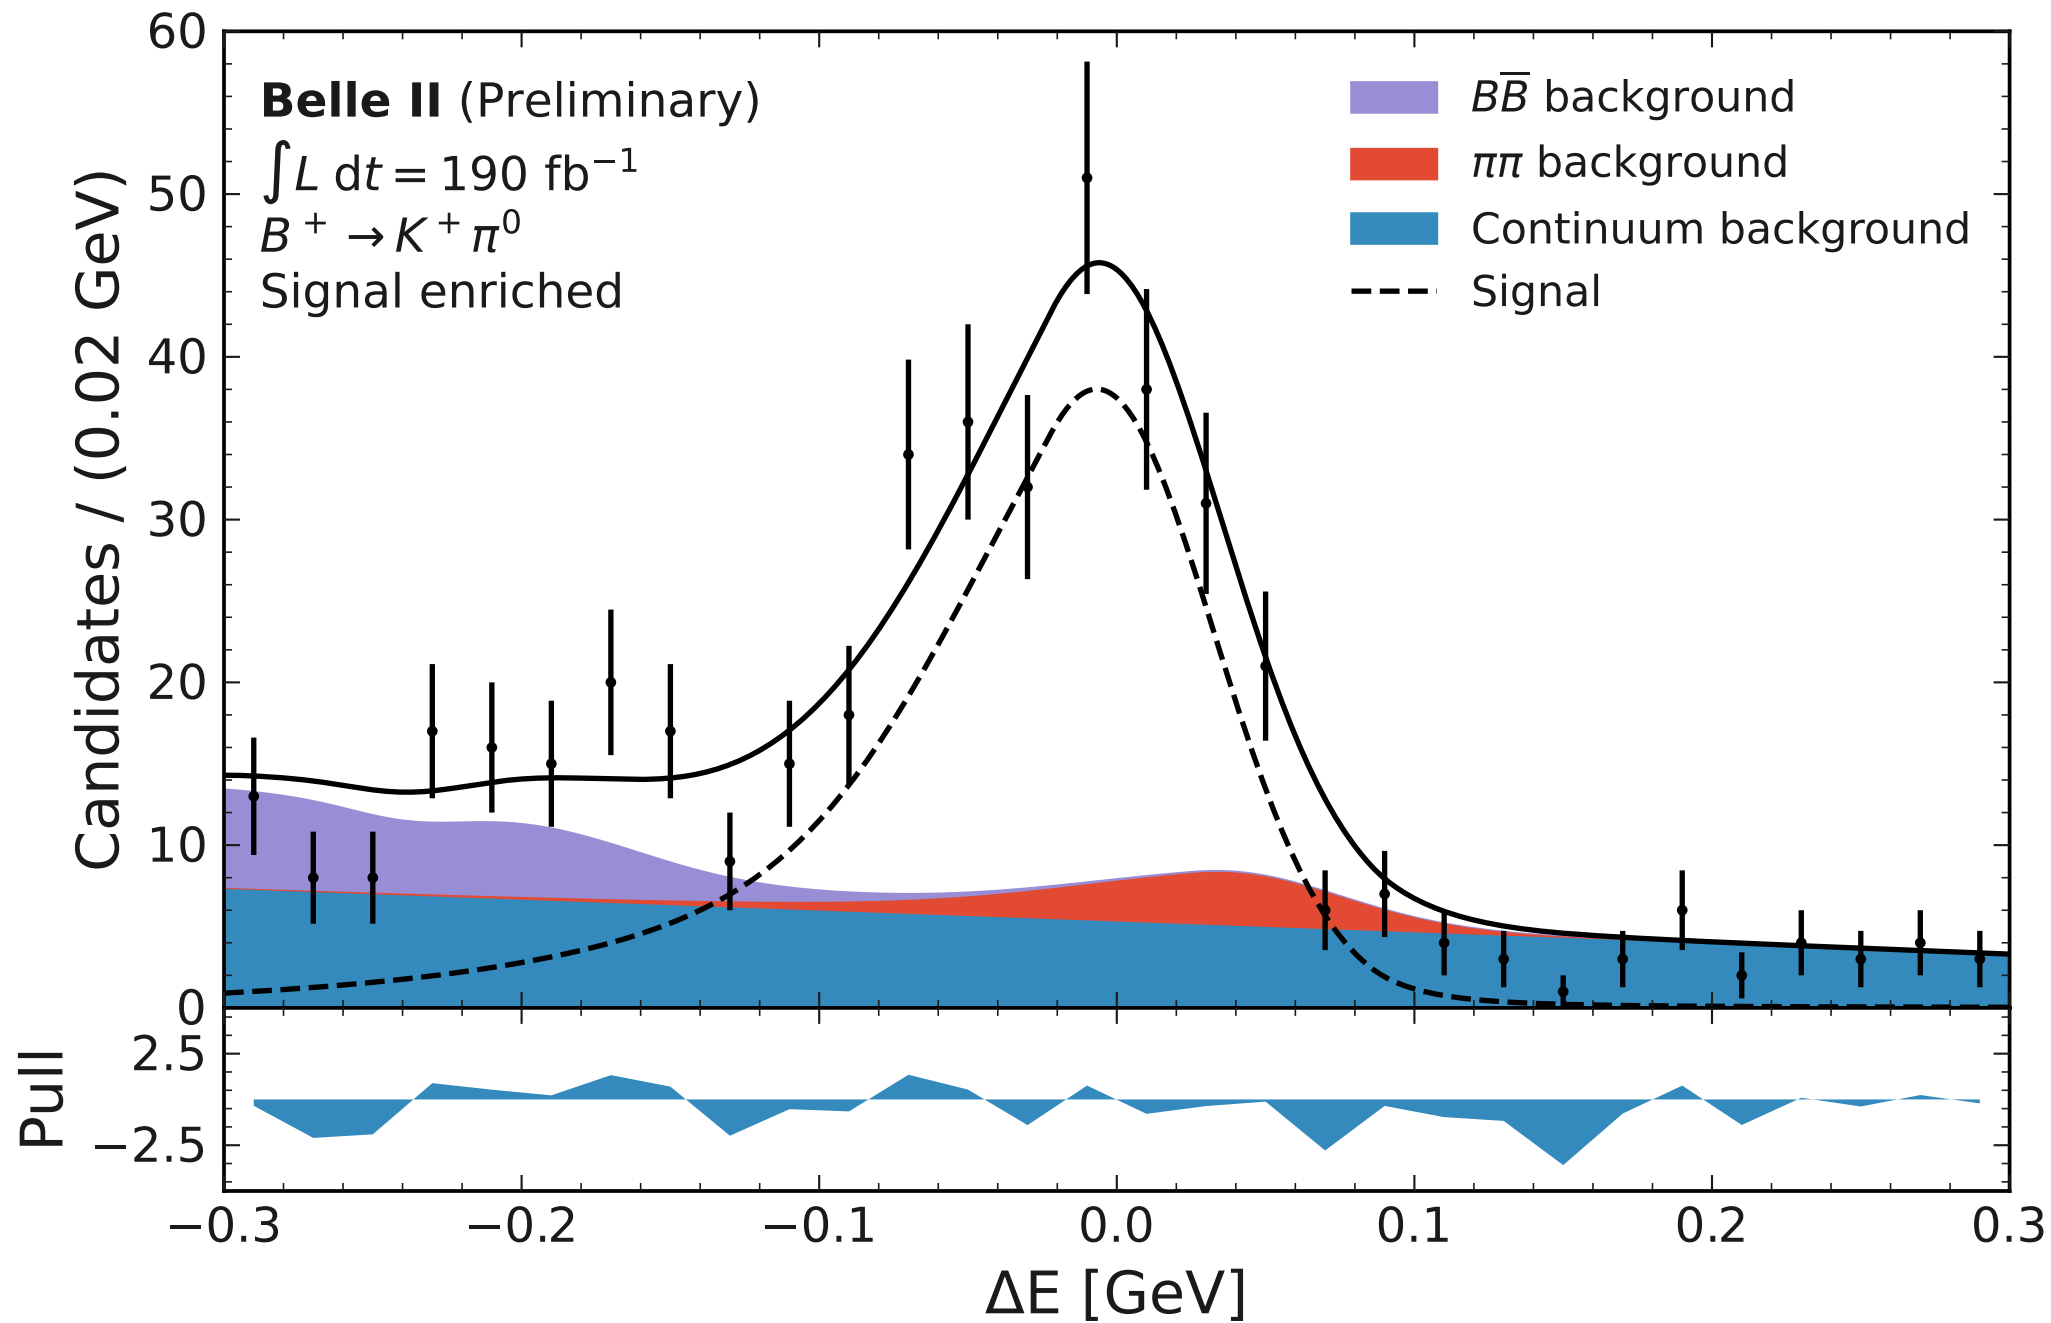 Belle II (Preliminary)
∫L dt = 190 fb⁻¹
B⁺ → K⁺π⁰
Signal enriched
BB̅ background
ππ background
Continuum background
Signal
Candidates / (0.02 GeV)
60
50
40
30
20
10
0
Pull
2.5
−2.5
−0.3
−0.2
−0.1
0.0
0.1
0.2
0.3
ΔE [GeV]